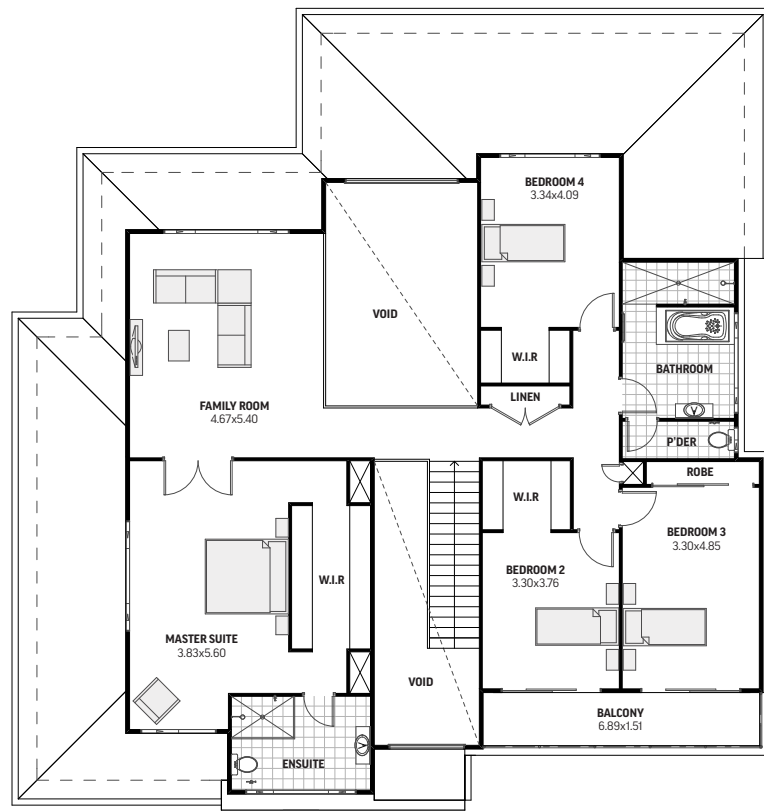 BEDROOM 4
3.34x4.09
VOID
W.I.R
BATHROOM
LINEN
FAMILY ROOM
4.67x5.40
P'DER
ROBE
W.I.R
BEDROOM 3
3.30x4.85
BEDROOM 2
3.30x3.76
W.I.R
MASTER SUITE
3.83x5.60
VOID
BALCONY
6.89x1.51
ENSUITE